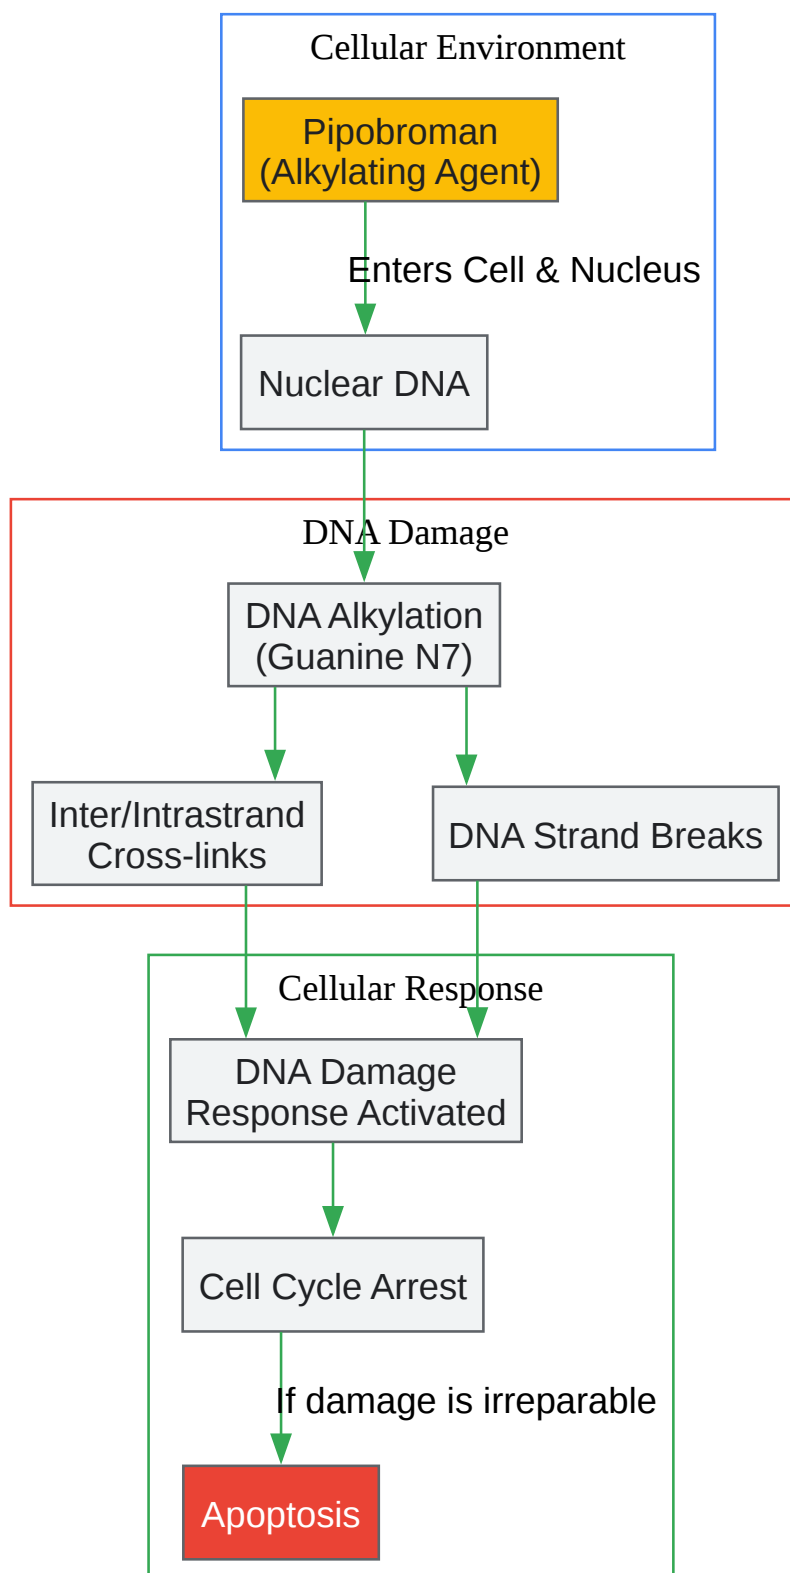 Cellular Environment
Pipobroman
(Alkylating Agent)
Enters Cell & Nucleus
Nuclear DNA
DNA Damage
DNA Alkylation
(Guanine N7)
Inter/Intrastrand
Cross-links
DNA Strand Breaks
Cellular Response
DNA Damage
Response Activated
Cell Cycle Arrest
If damage is irreparable
Apoptosis